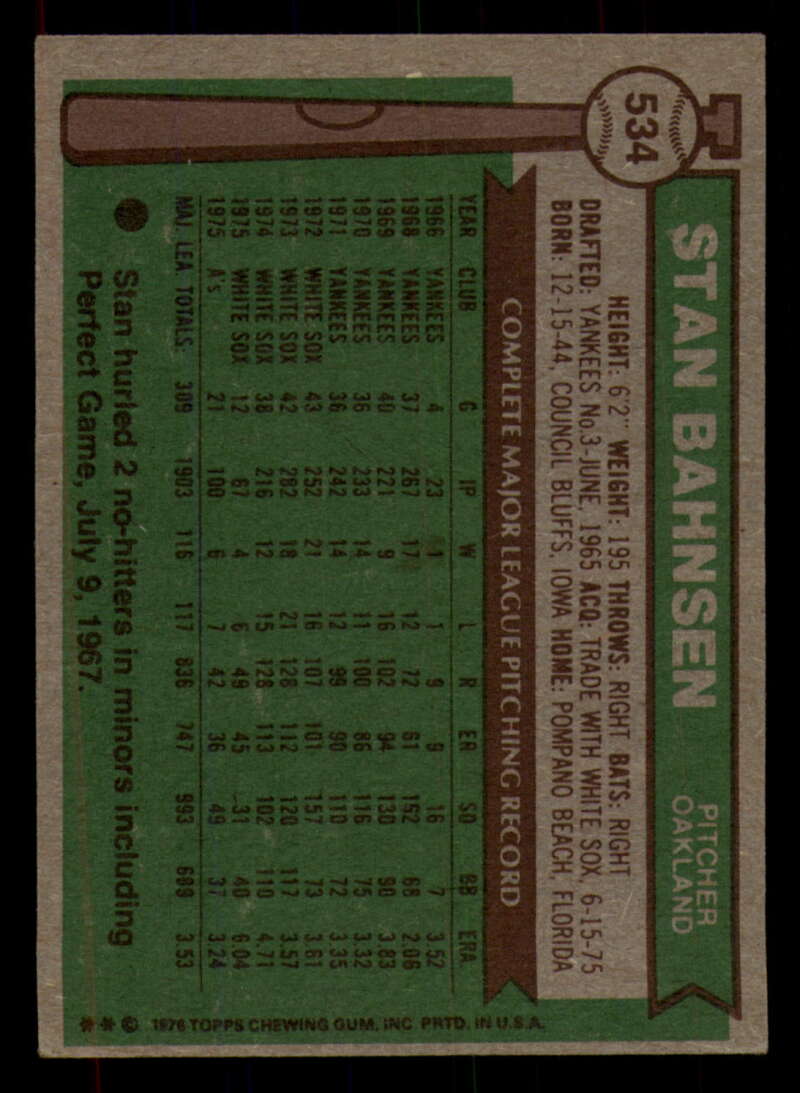 534
STAN BAHNSEN
PITCHER
OAKLAND
HEIGHT: 6'2" WEIGHT: 195 THROWS: RIGHT BATS: RIGHT
DRAFTED: YANKEES No.3-JUNE, 1965 ACQ: TRADE WITH WHITE SOX, 6-15-75
BORN: 12-15-44, COUNCIL BLUFFS, IOWA HOME: POMPANO BEACH, FLORIDA
COMPLETE MAJOR LEAGUE PITCHING RECORD
YEAR CLUB G IP W L R ER SO BB ERA
1966 YANKEES 4 23 1 1 9 9 16 7 3.52
1968 YANKEES 37 267 17 12 72 61 152 68 2.06
1969 YANKEES 40 221 9 16 102 94 130 90 3.83
1970 YANKEES 36 233 14 11 100 86 116 75 3.32
1971 YANKEES 36 242 14 12 99 90 110 72 3.35
1972 WHITE SOX 43 252 21 16 107 101 157 73 3.61
1973 WHITE SOX 42 282 18 21 128 112 120 117 3.57
1974 WHITE SOX 38 216 12 15 128 113 102 110 4.71
1975 WHITE SOX 12 67 4 6 49 45 31 40 6.04
1975 A's 21 100 6 7 42 36 49 37 3.24
MAJ. LEA. TOTALS 309 1903 116 117 836 747 993 689 3.53
Stan hurled 2 no-hitters in minors including
Perfect Game, July 9, 1967.
* * © 1976 TOPPS CHEWING GUM, INC. PRTD. IN U.S.A.